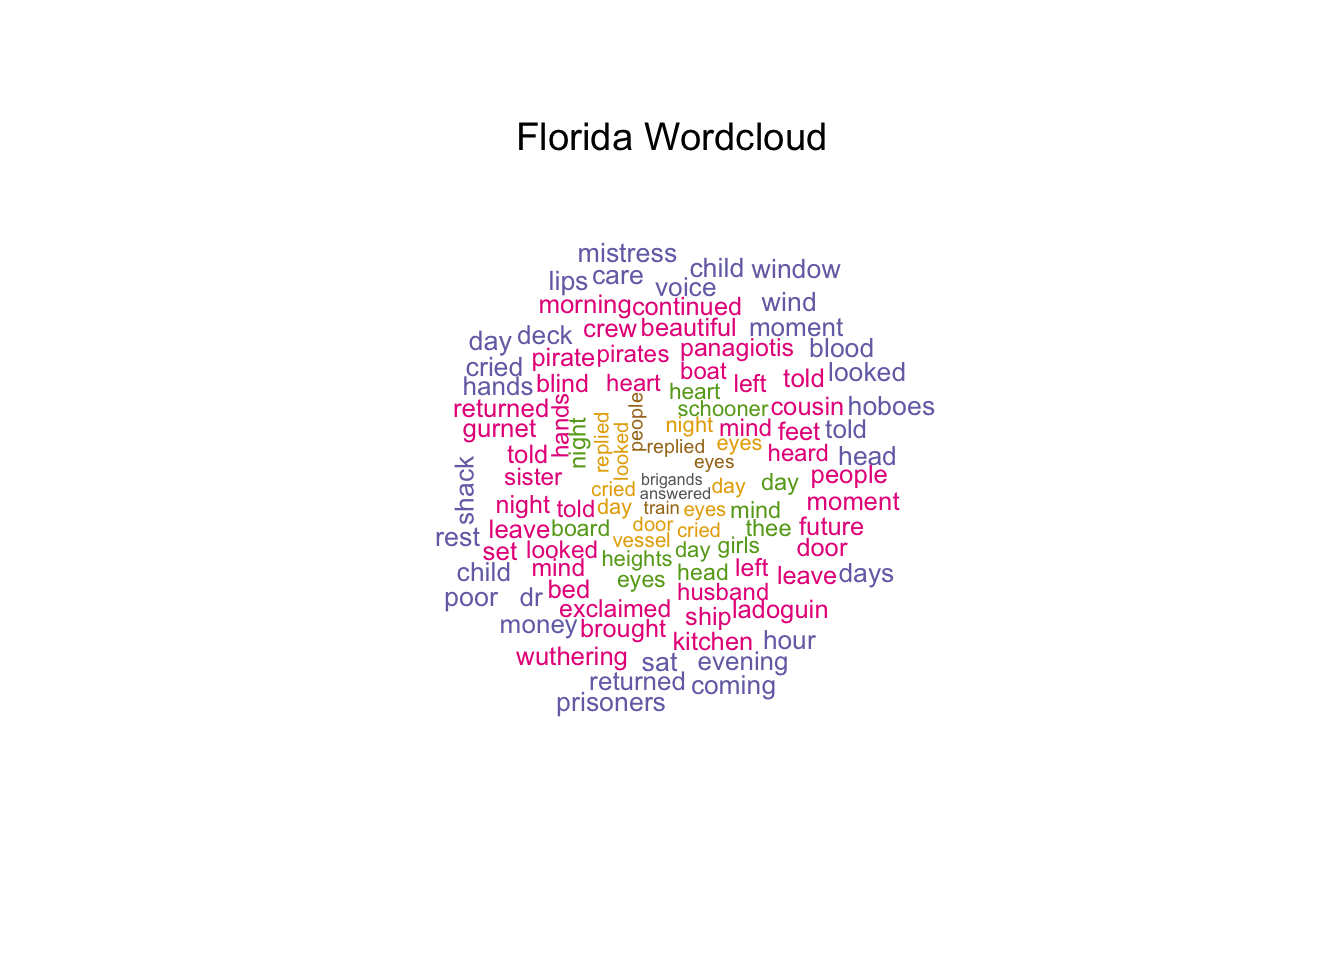 Florida Wordcloud
mistress
child window
lips care
voice
morning continued
wind
crew beautiful moment
day deck
pirate pirates panagiotis blood
cried
boat
told looked
hands blind heart
heart
left
people
returned hands
schooner cousin hoboes
gurnet
night
replied
looked
night
mind feet told
replied eyes
told
heard head
eyes
shack
sister
brigands
people
cried
answered day
day
night told day train eyes mind
moment
leave board
door
cried
thee future
rest
vessel
set looked
heights day girls
door
child
mind
eyes head left leave days
poor dr bed
husband
exclaimed
ship ladoguin
money brought
kitchen hour
wuthering
sat evening
returned coming
prisoners